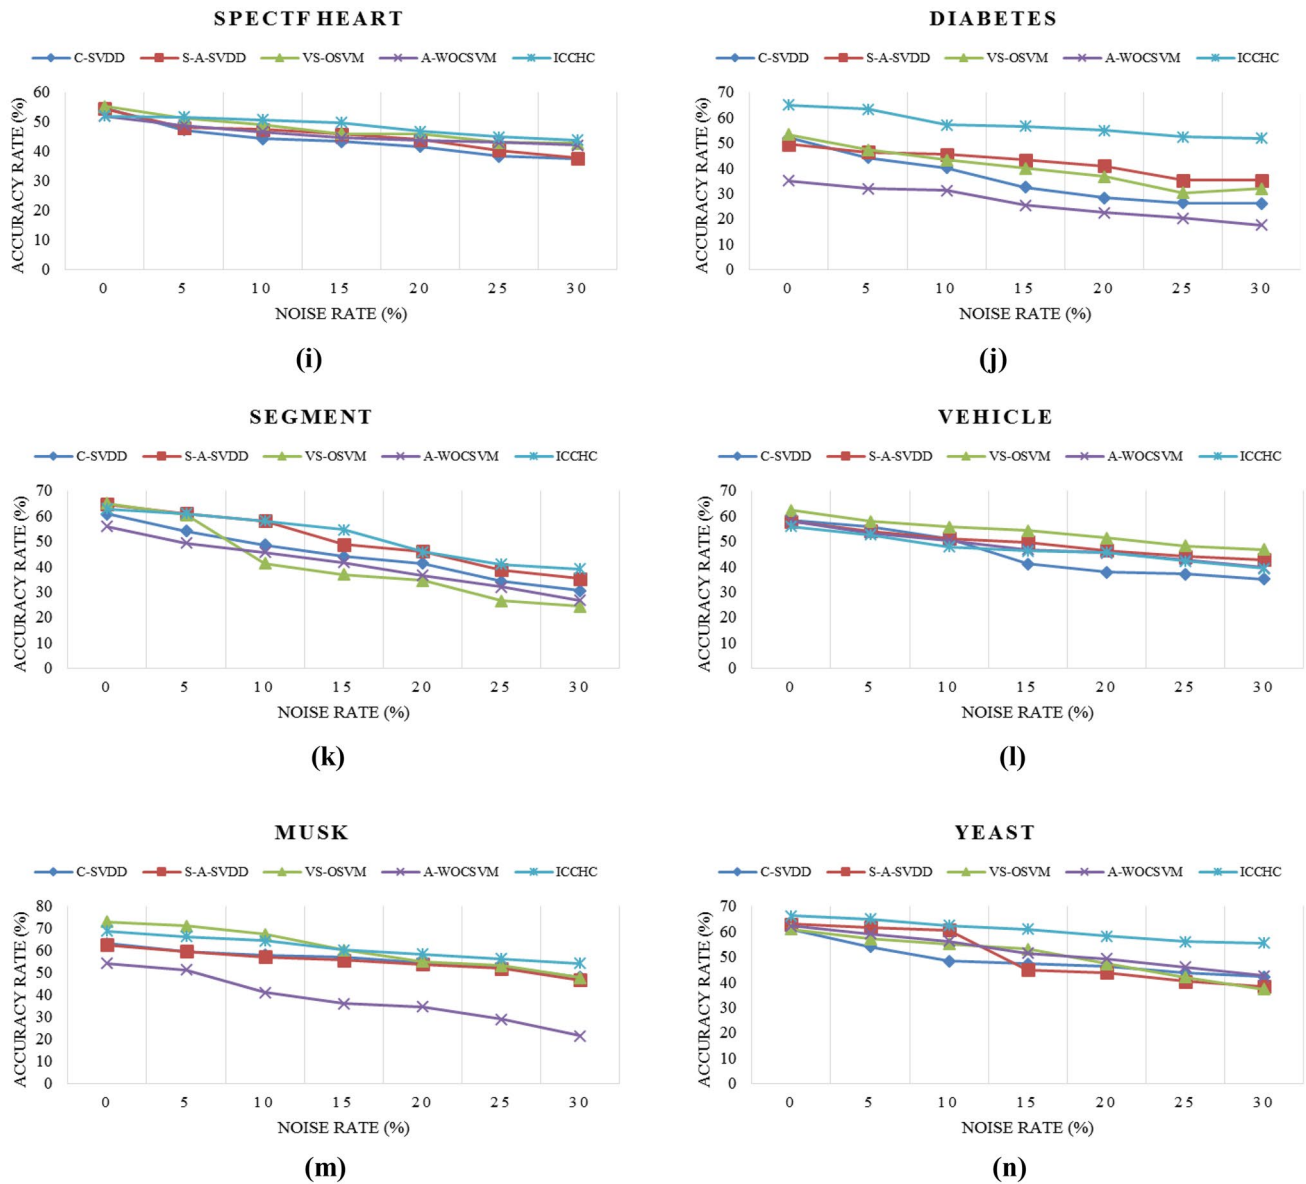 SPECTF HEART
C-SVDD S-A-SVDD VS-OSVM A-WOCSVM ICCHC
ACCURACY RATE (%)
60
50
40
30
20
10
0
0 5 10 15 20 25 30
NOISE RATE (%)
(i)
DIABETES
C-SVDD S-A-SVDD VS-OSVM A-WOCSVM ICCHC
ACCURACY RATE (%)
70
60
50
40
30
20
10
0
0 5 10 15 20 25 30
NOISE RATE (%)
(j)
SEGMENT
C-SVDD S-A-SVDD VS-OSVM A-WOCSVM ICCHC
ACCURACY RATE (%)
70
60
50
40
30
20
10
0
0 5 10 15 20 25 30
NOISE RATE (%)
(k)
VEHICLE
C-SVDD S-A-SVDD VS-OSVM A-WOCSVM ICCHC
ACCURACY RATE (%)
70
60
50
40
30
20
10
0
0 5 10 15 20 25 30
NOISE RATE (%)
(l)
MUSK
C-SVDD S-A-SVDD VS-OSVM A-WOCSVM ICCHC
ACCURACY RATE (%)
80
70
60
50
40
30
20
10
0
0 5 10 15 20 25 30
NOISE RATE (%)
(m)
YEAST
C-SVDD S-A-SVDD VS-OSVM A-WOCSVM ICCHC
ACCURACY RATE (%)
70
60
50
40
30
20
10
0
0 5 10 15 20 25 30
NOISE RATE (%)
(n)